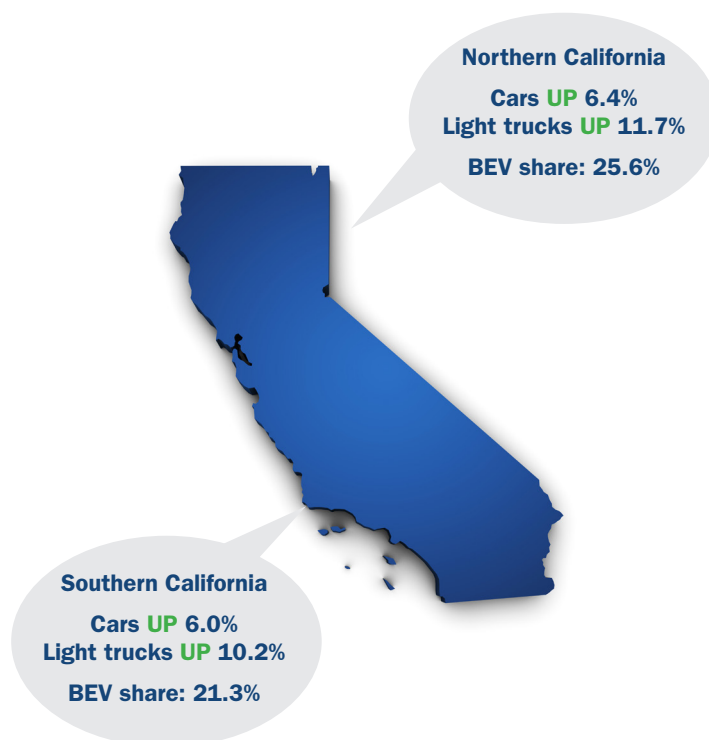 Northern California
Cars UP 6.4%
Light trucks UP 11.7%
BEV share: 25.6%
Southern California
Cars UP 6.0%
Light trucks UP 10.2%
BEV share: 21.3%